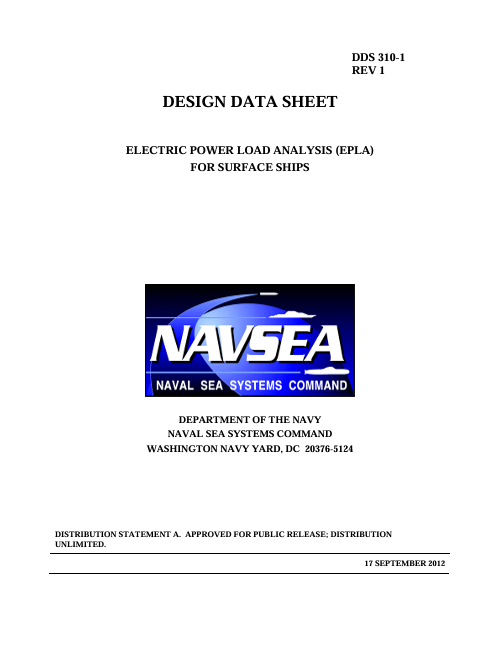 DDS 310-1
REV 1
DESIGN DATA SHEET
ELECTRIC POWER LOAD ANALYSIS (EPLA)
FOR SURFACE SHIPS
NAVSEA
NAVAL SEA SYSTEMS COMMAND
DEPARTMENT OF THE NAVY
NAVAL SEA SYSTEMS COMMAND
WASHINGTON NAVY YARD, DC 20376-5124
DISTRIBUTION STATEMENT A. APPROVED FOR PUBLIC RELEASE; DISTRIBUTION
UNLIMITED.
17 SEPTEMBER 2012